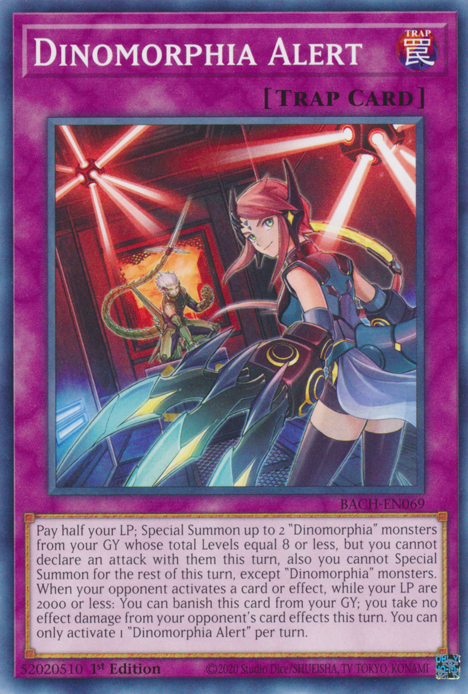 DINOMORPHIA ALERT
TRAP
罠
[TRAP CARD]
BACH-EN069
Pay half your LP; Special Summon up to 2 "Dinomorphia" monsters
from your GY whose total Levels equal 8 or less, but you cannot
declare an attack with them this turn, also you cannot Special
Summon for the rest of this turn, except "Dinomorphia" monsters.
When your opponent activates a card or effect, while your LP are
2000 or less: You can banish this card from your GY; you take no
effect damage from your opponent's card effects this turn. You can
only activate 1 "Dinomorphia Alert" per turn.
52020510 1st Edition
©2020 Studio Dice/SHUEISHA, TV TOKYO, KONAMI